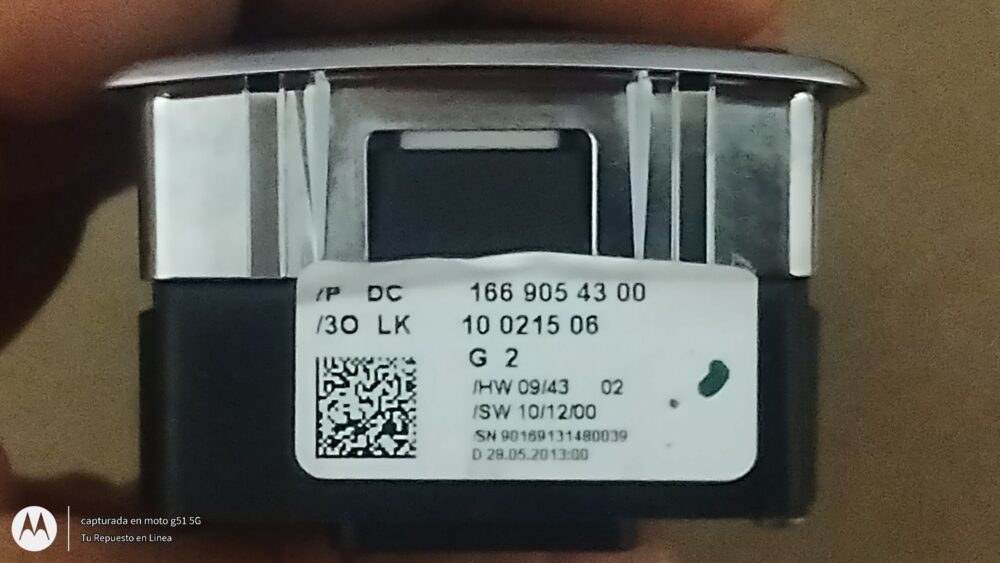 /P DC 166 905 43 00
/3O LK 10 0215 06
G 2
/HW 09/43 02
/SW 10/12/00
/SN 90169131480039
D 29.05.2013:00
capturada en moto g51 5G
Tu Repuesto en Linea